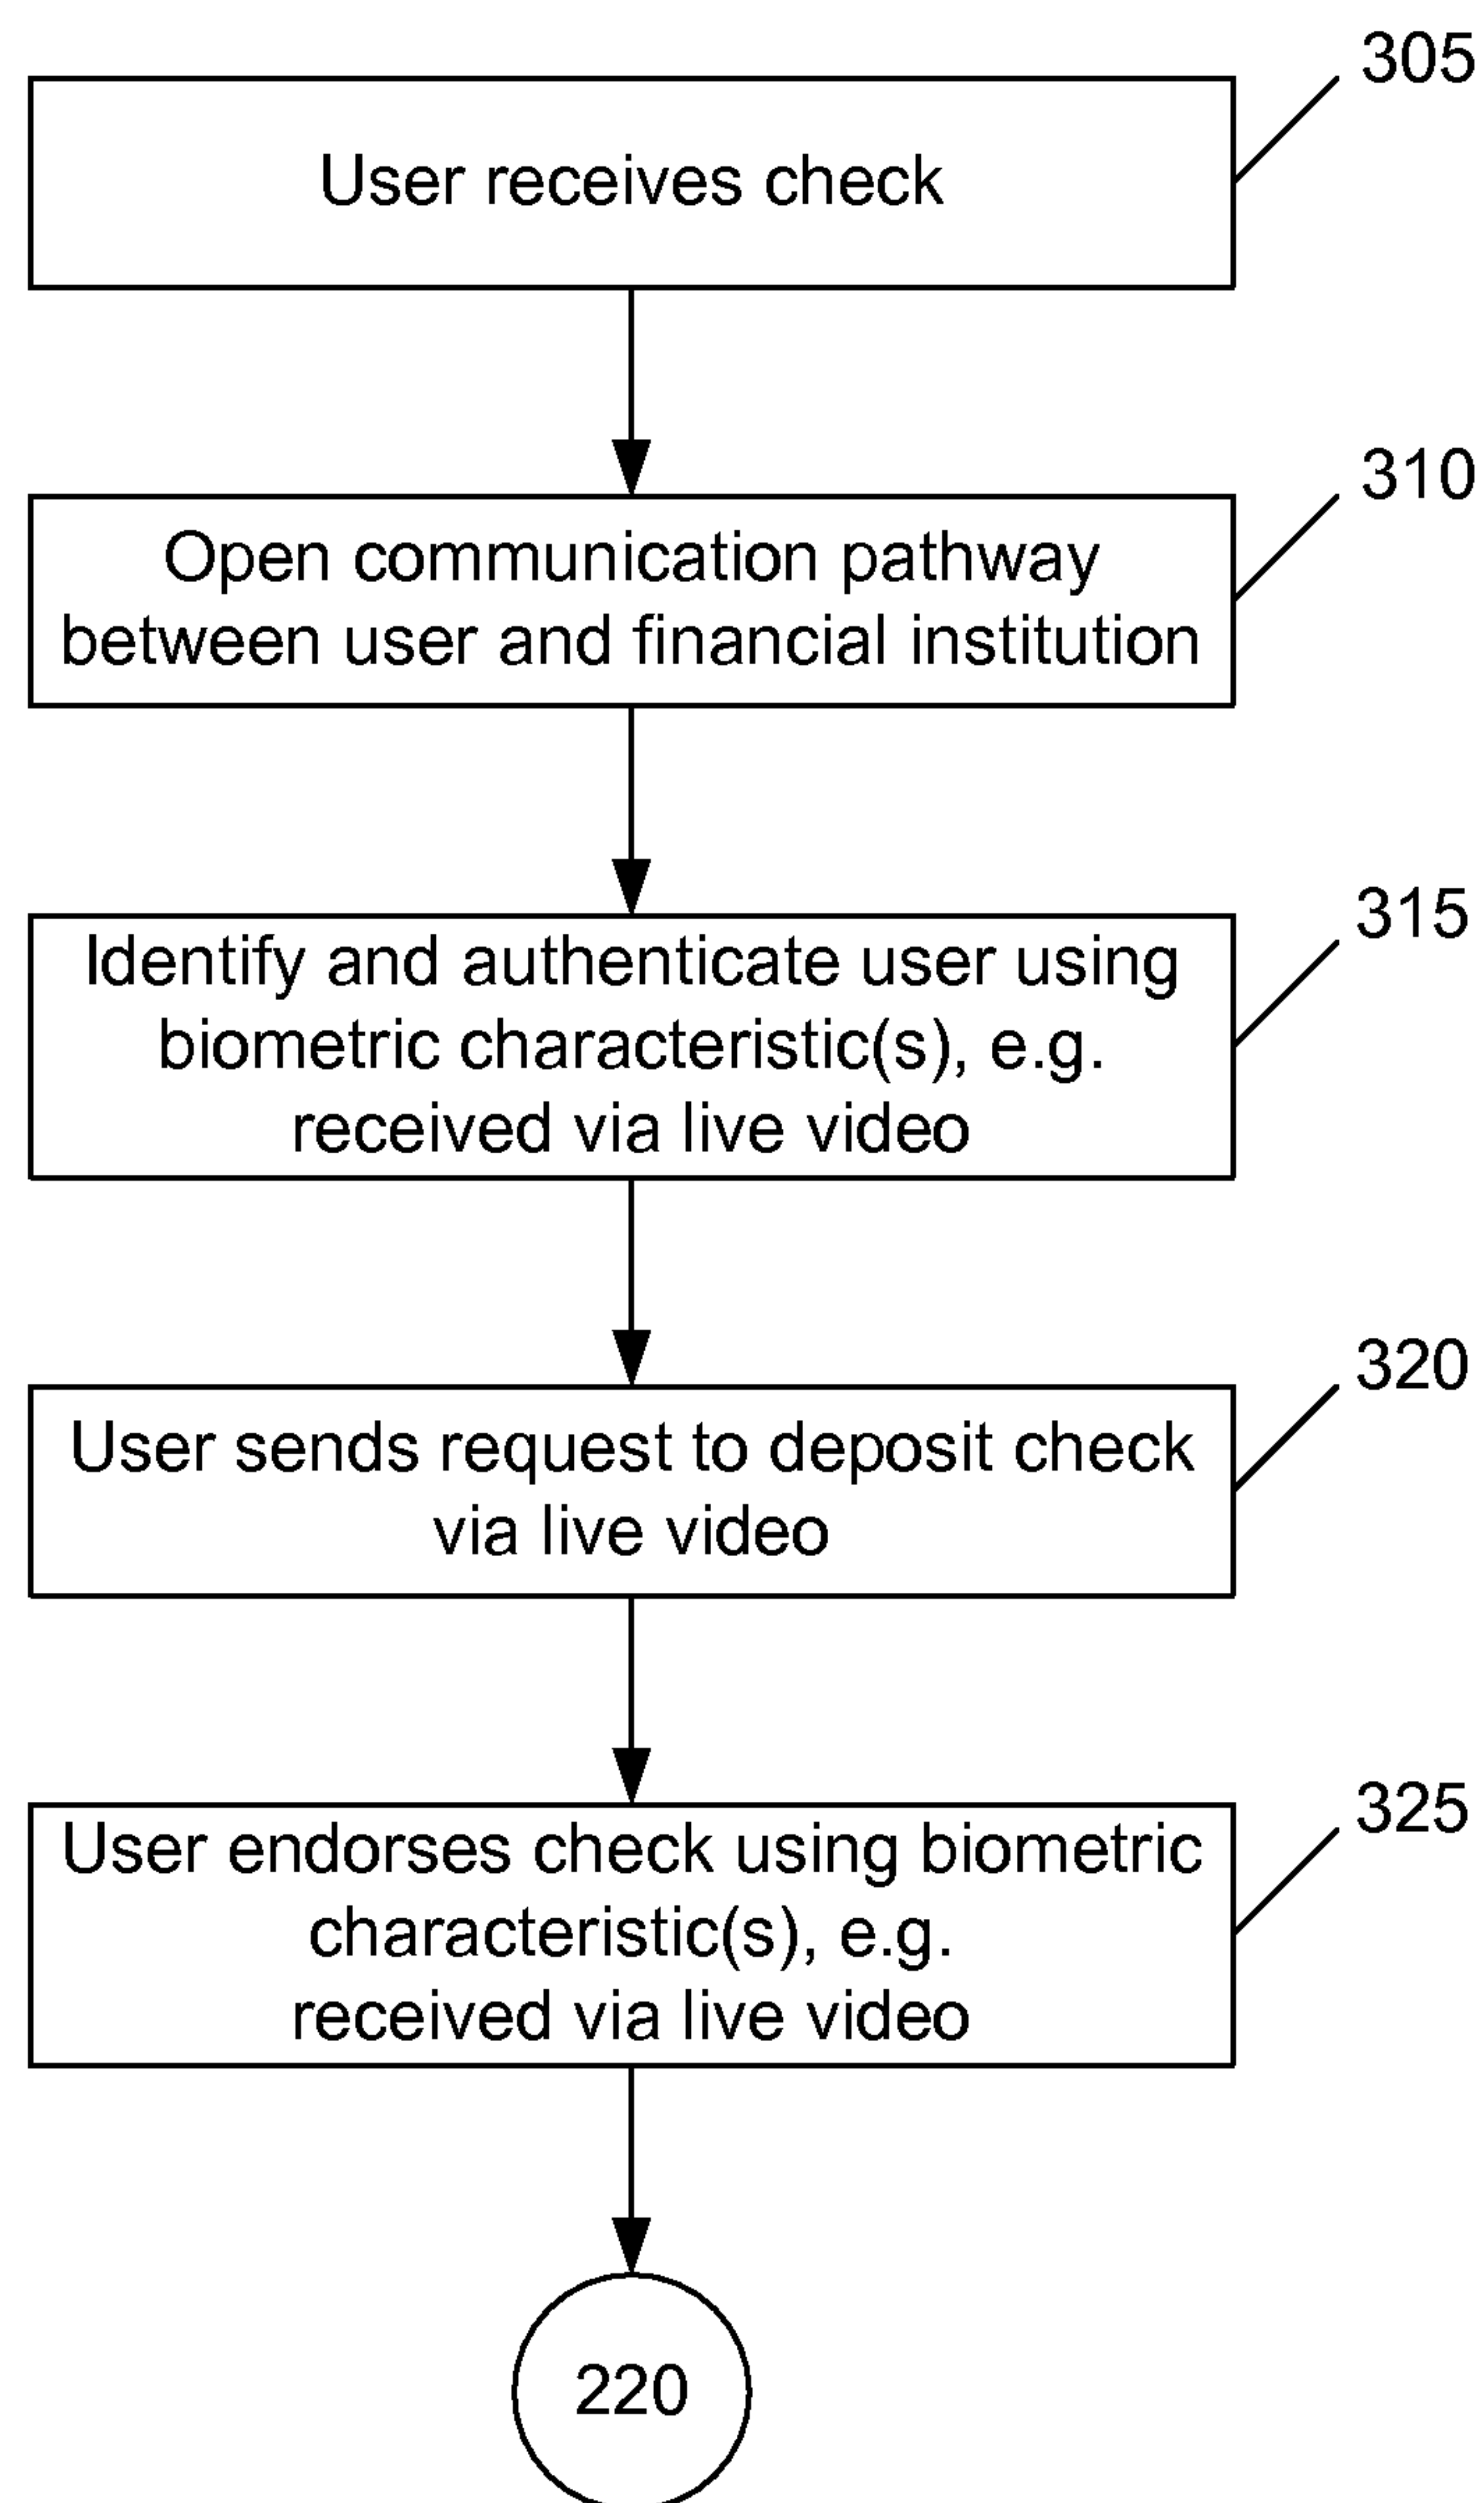 305
User receives check
310
Open communication pathway
between user and financial institution
315
Identify and authenticate user using
biometric characteristic(s), e.g.
received via live video
320
User sends request to deposit check
via live video
325
User endorses check using biometric
characteristic(s), e.g.
received via live video
220